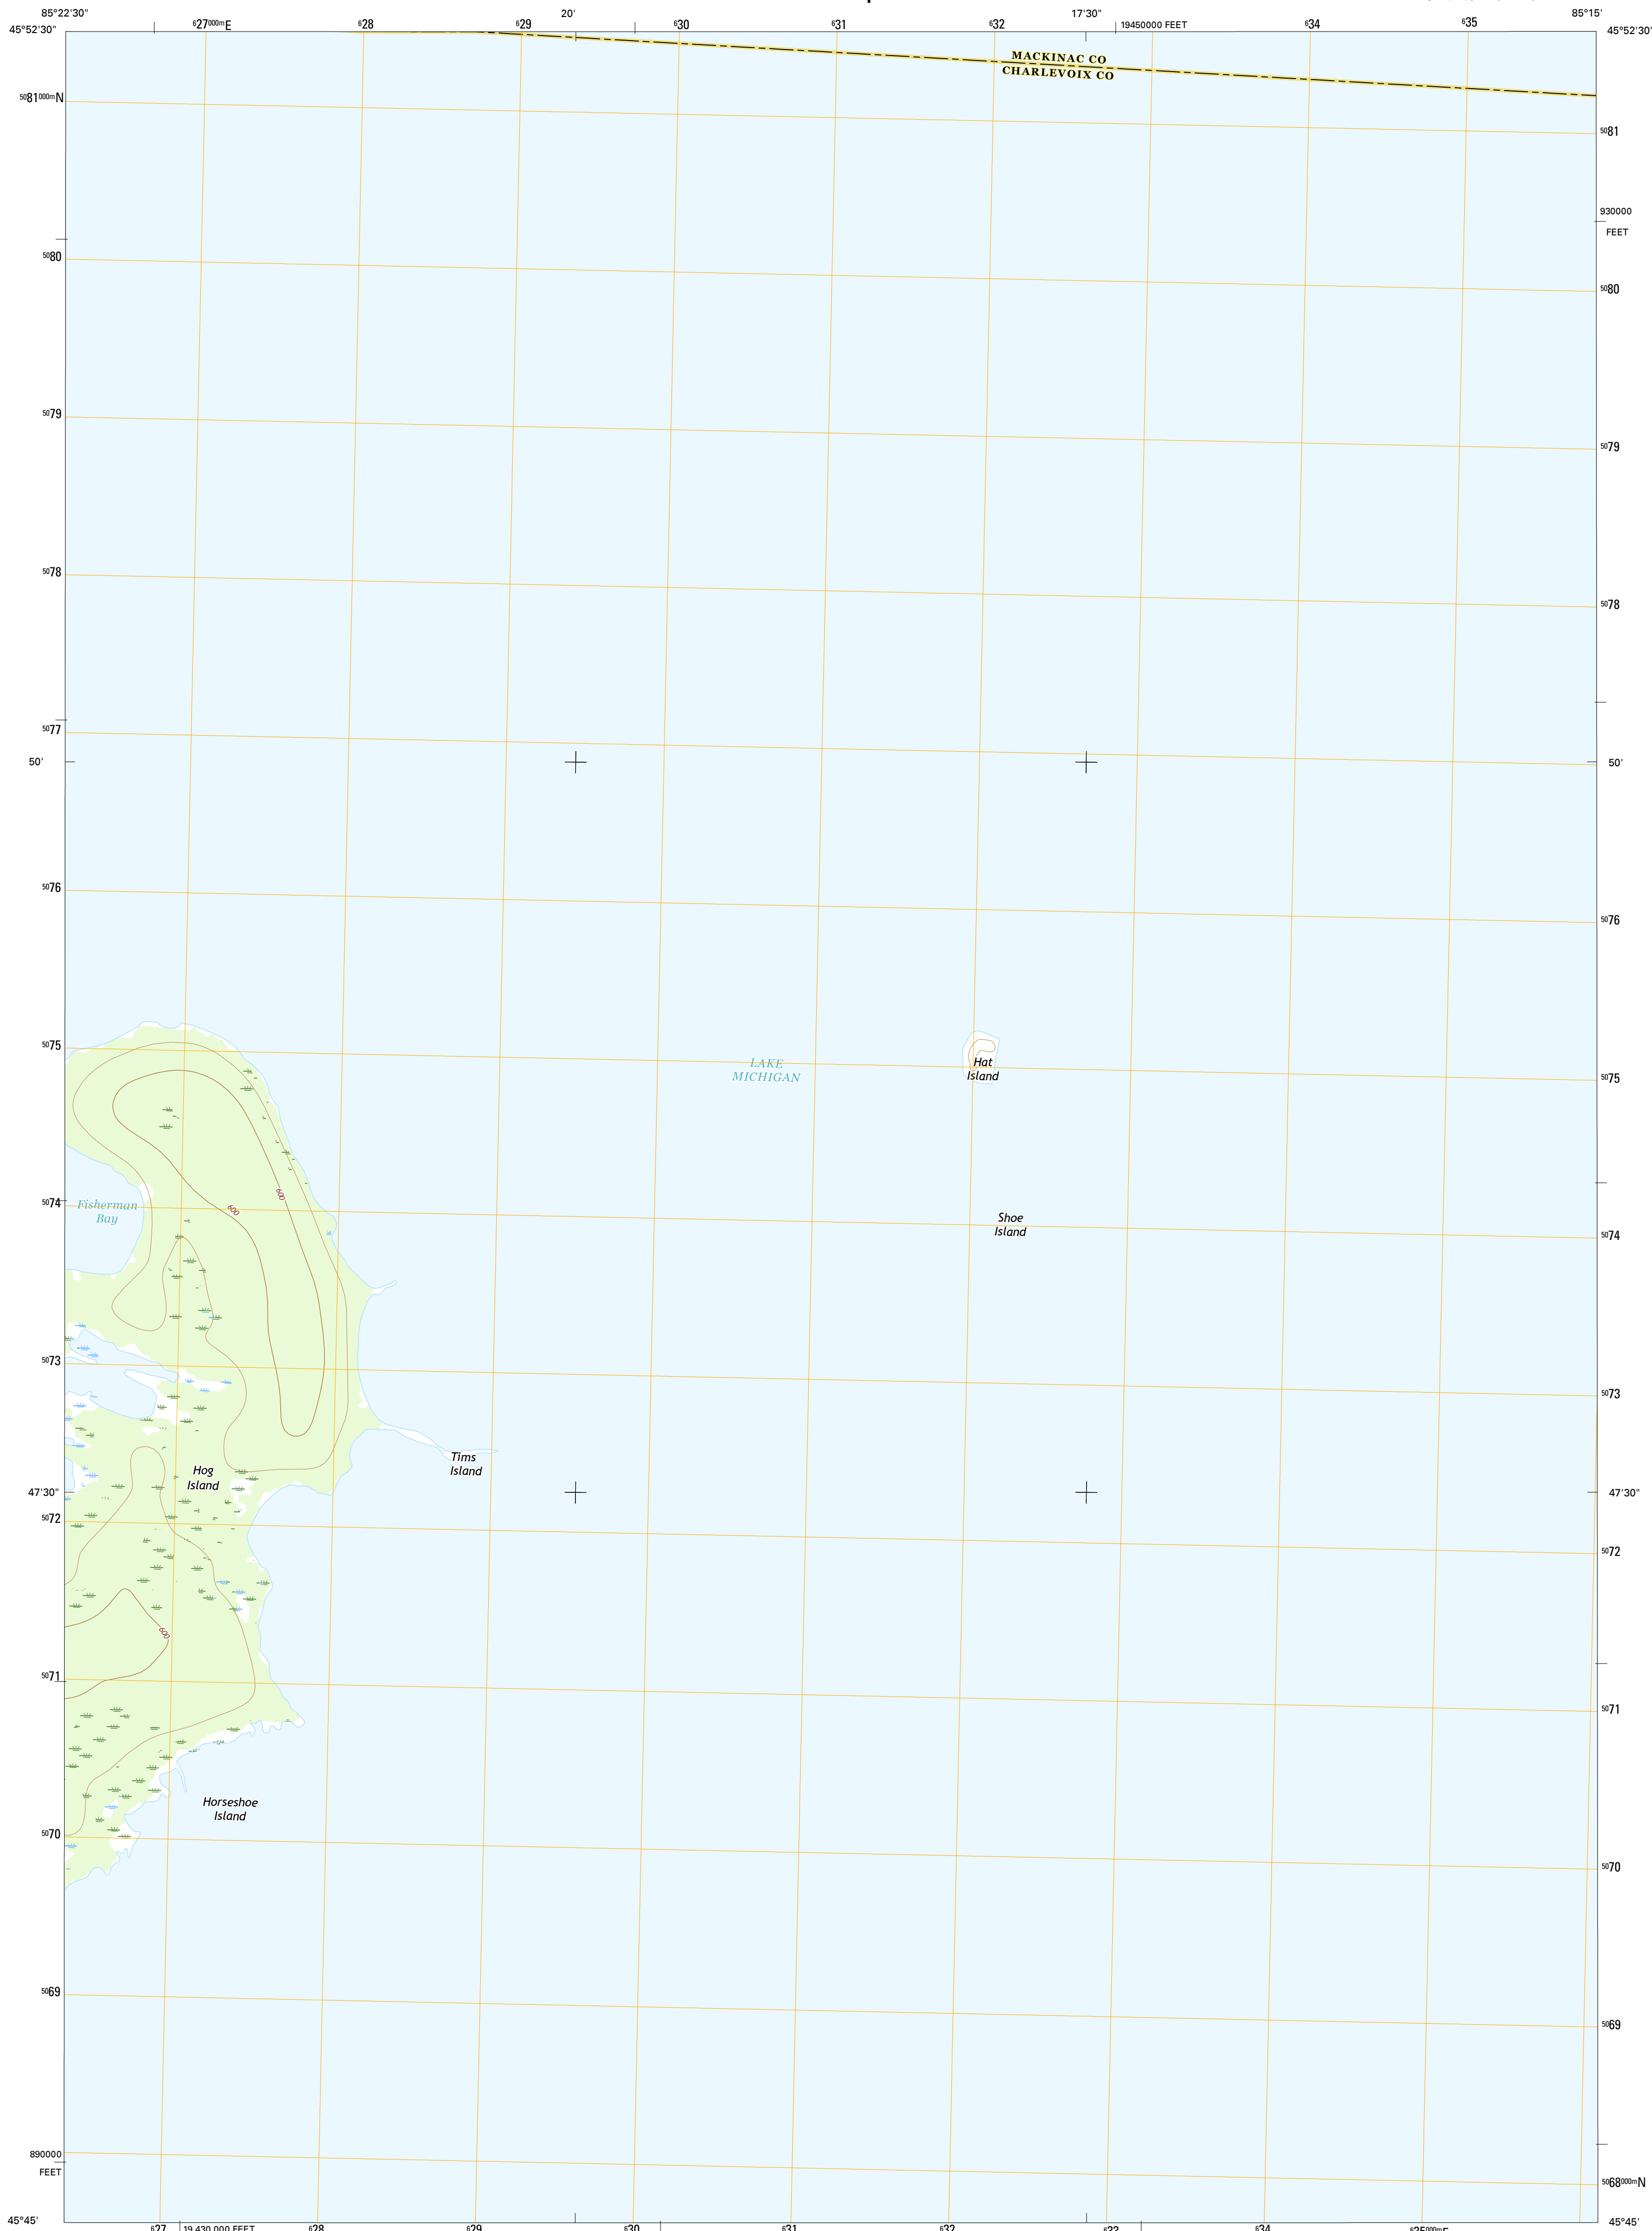 85°22'30" 627000mE 628 629 20' 630 631 632 17'30" 19450000 FEET 634 635 85°15'
45°52'30" 45°52'30"
MACKINAC CO
CHARLEVOIX CO
5081000mN
5081
930000
FEET
5080
5080
5079
5079
5078
5078
5077
50' 50'
5076
5076
5075
LAKE
MICHIGAN
Hat
Island
5075
600
600
5074
Fisherman
Bay
Shoe
Island
5074
5073
5073
Tims
Island
Hog
Island
47'30" 47'30"
5072
5072
600
5071
5071
Horseshoe
Island
5070
5070
5069
5069
890000
FEET
5068000mN
45°45' 45°45'
627 19 430 000 FEET 628 629 630 631 632 633 634 635000mE